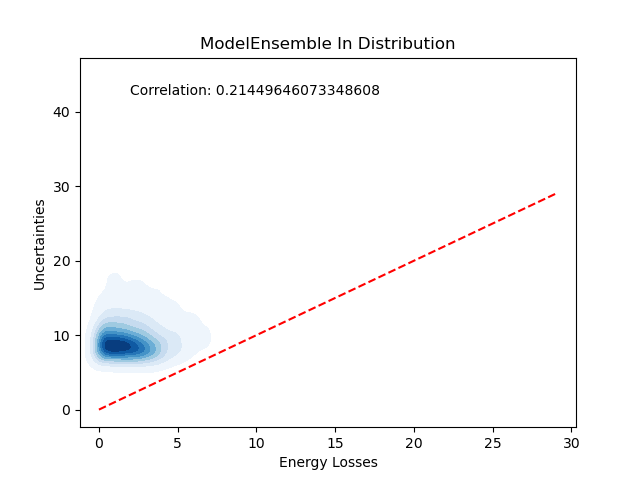 ModelEnsemble In Distribution
Correlation: 0.21449646073348608
40
30
20
10
0
Uncertainties
0 5 10 15 20 25 30
Energy Losses